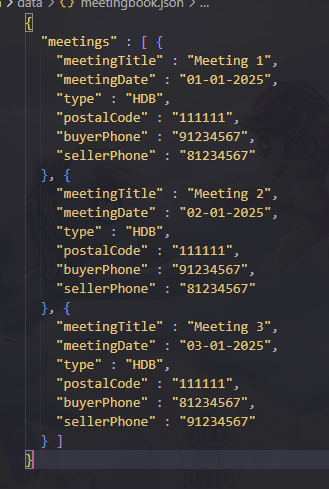 data > {} meetingbook.json > ...
{
"meetings" : [ {
"meetingTitle" : "Meeting 1",
"meetingDate" : "01-01-2025",
"type" : "HDB",
"postalCode" : "111111",
"buyerPhone" : "91234567",
"sellerPhone" : "81234567"
}, {
"meetingTitle" : "Meeting 2",
"meetingDate" : "02-01-2025",
"type" : "HDB",
"postalCode" : "111111",
"buyerPhone" : "91234567",
"sellerPhone" : "81234567"
}, {
"meetingTitle" : "Meeting 3",
"meetingDate" : "03-01-2025",
"type" : "HDB",
"postalCode" : "111111",
"buyerPhone" : "81234567",
"sellerPhone" : "91234567"
} ]
}